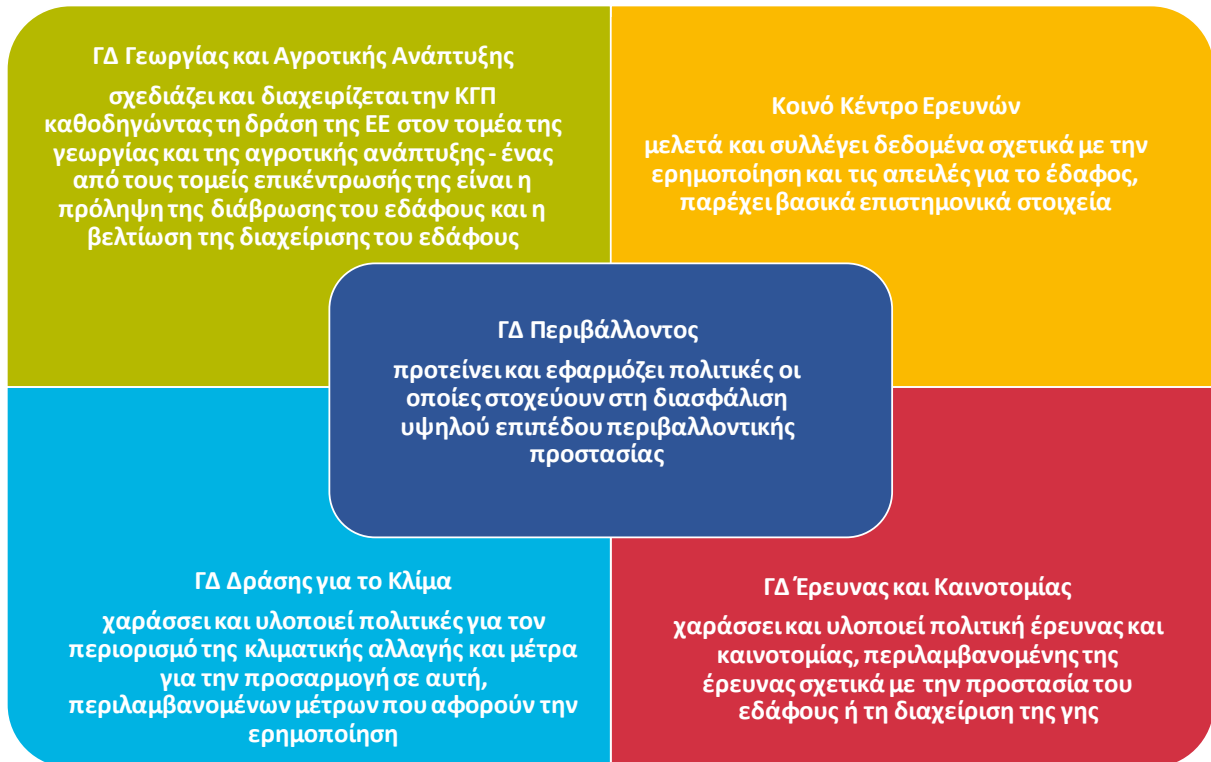 ΓΔ Γεωργίας και Αγροτικής Ανάπτυξης
σχεδιάζει και διαχειρίζεται την ΚΓΠ
καθοδηγώντας τη δράση της ΕΕ στον τομέα της
γεωργίας και της αγροτικής ανάπτυξης - ένας
από τους τομείς επικέντρωσής της είναι η
πρόληψη της διάβρωσης του εδάφους και η
βελτίωση της διαχείρισης του εδάφους
Κοινό Κέντρο Ερευνών
μελετά και συλλέγει δεδομένα σχετικά με την
ερημοποίηση και τις απειλές για το έδαφος,
παρέχει βασικά επιστημονικά στοιχεία
ΓΔ Περιβάλλοντος
προτείνει και εφαρμόζει πολιτικές οι
οποίες στοχεύουν στη διασφάλιση
υψηλού επιπέδου περιβαλλοντικής
προστασίας
ΓΔ Δράσης για το Κλίμα
χαράσσει και υλοποιεί πολιτικές για τον
περιορισμό της κλιματικής αλλαγής και μέτρα
για την προσαρμογή σε αυτή,
περιλαμβανομένων μέτρων που αφορούν την
ερημοποίηση
ΓΔ Έρευνας και Καινοτομίας
χαράσσει και υλοποιεί πολιτική έρευνας και
καινοτομίας, περιλαμβανομένης της
έρευνας σχετικά με την προστασία του
εδάφους ή τη διαχείριση της γης